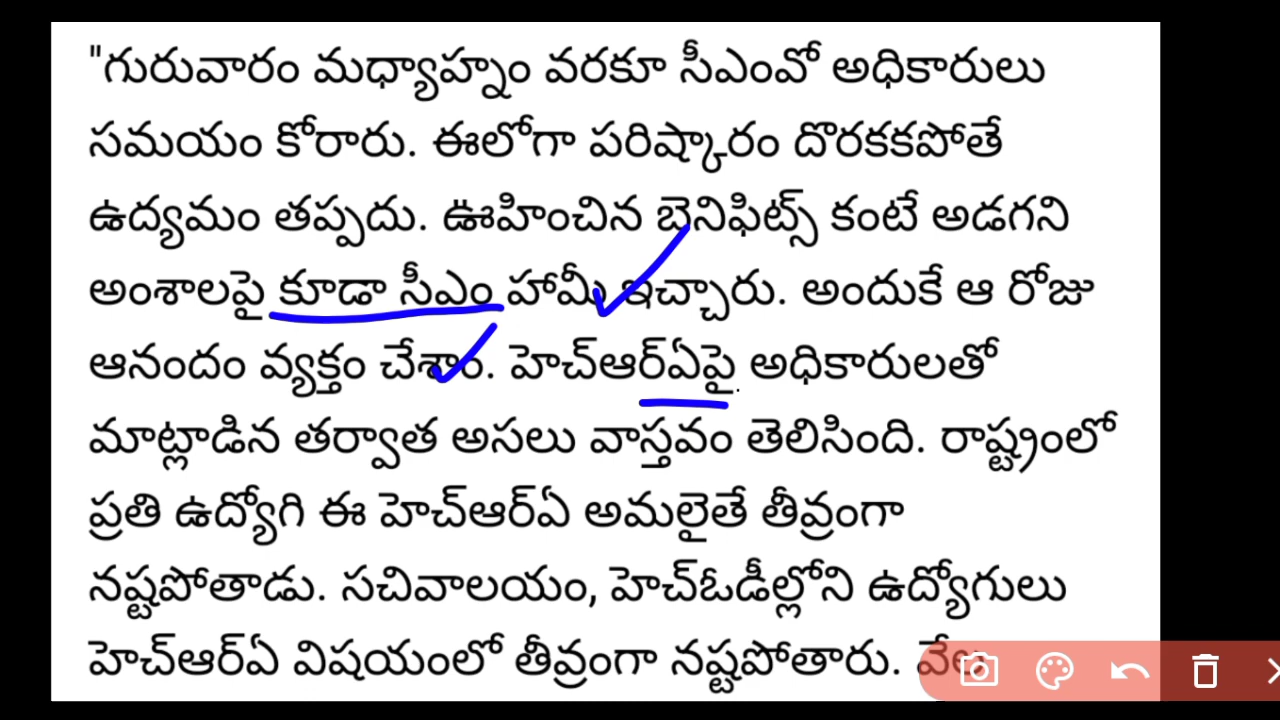 "గురువారం మధ్యాహ్నం వరకూ సీఎంవో అధికారులు
సమయం కోరారు. ఈలోగా పరిష్కారం దొరకకపోతే
ఉద్యమం తప్పదు. ఊహించిన బెనిఫిట్స్ కంటే అడగని
అంశాలపై కూడా సీఎం హామీ ఇచ్చారు. అందుకే ఆ రోజు
ఆనందం వ్యక్తం చేశాం. హెచ్ఆర్ఏపై అధికారులతో
మాట్లాడిన తర్వాత అసలు వాస్తవం తెలిసింది. రాష్ట్రంలో
ప్రతి ఉద్యోగి ఈ హెచ్ఆర్ఏ అమలైతే తీవ్రంగా
నష్టపోతాడు. సచివాలయం, హెచ్ఓడీల్లోని ఉద్యోగులు
హెచ్ఆర్ఏ విషయంలో తీవ్రంగా నష్టపోతారు.